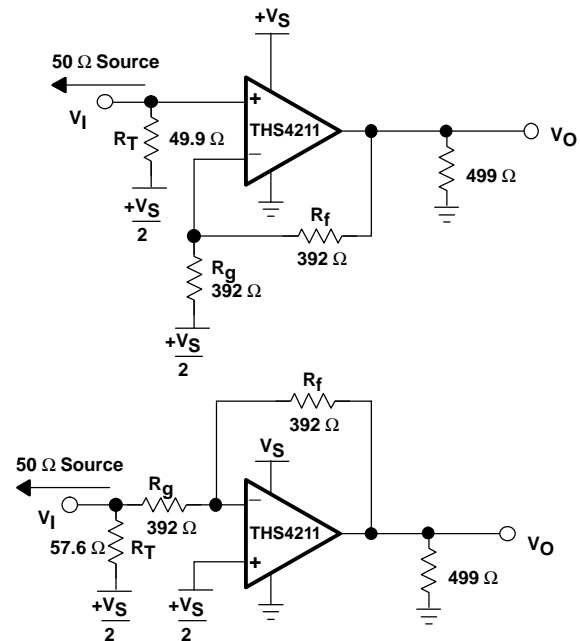 +VS
50 Ω Source
VI
+
THS4211
RT
49.9 Ω
−
VO
499 Ω
+VS
2
Rf
392 Ω
Rg
392 Ω
+VS
2
Rf
392 Ω
VS
50 Ω Source
Rg
VI
392 Ω
−
THS4211
VO
57.6 Ω
RT
+
499 Ω
+VS
2
+VS
2